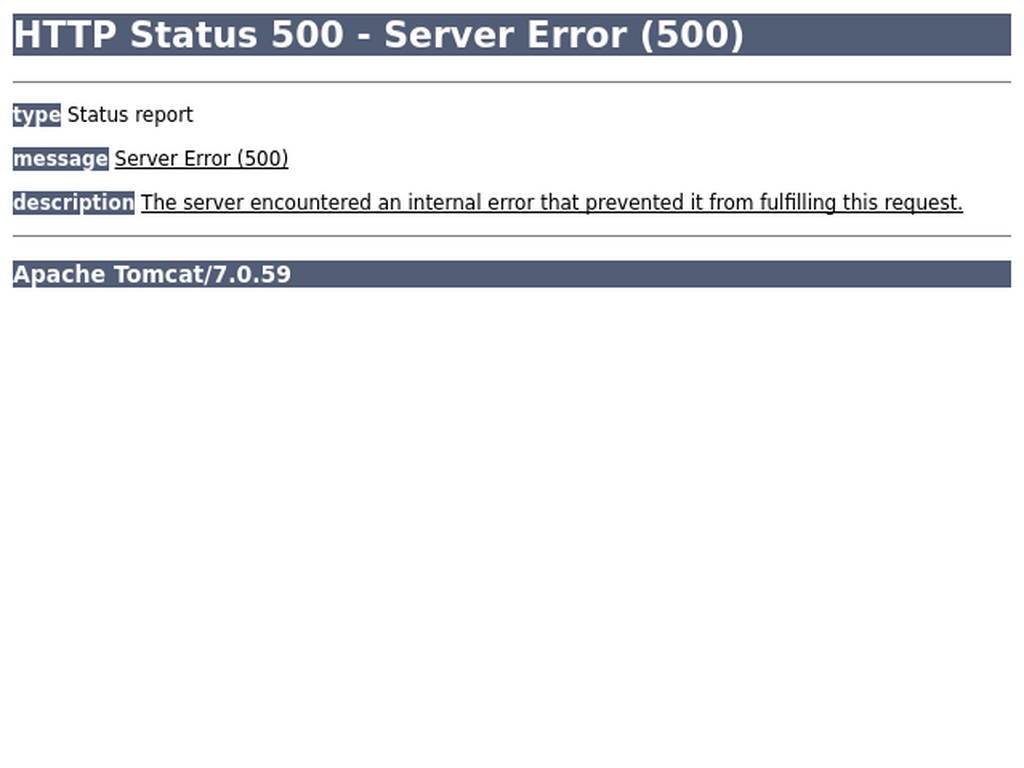 HTTP Status 500 - Server Error (500)
type Status report
message Server Error (500)
description The server encountered an internal error that prevented it from fulfilling this request.
Apache Tomcat/7.0.59